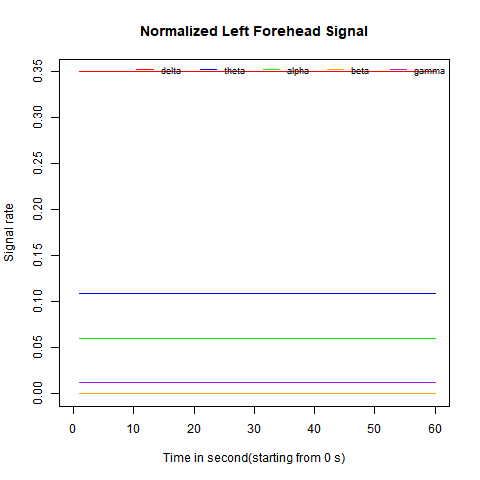 Normalized Left Forehead Signal
delta theta alpha beta gamma
0.35
0.30
0.25
0.20
0.15
0.10
0.05
0.00
Signal rate
0 10 20 30 40 50 60
Time in second(starting from 0 s)